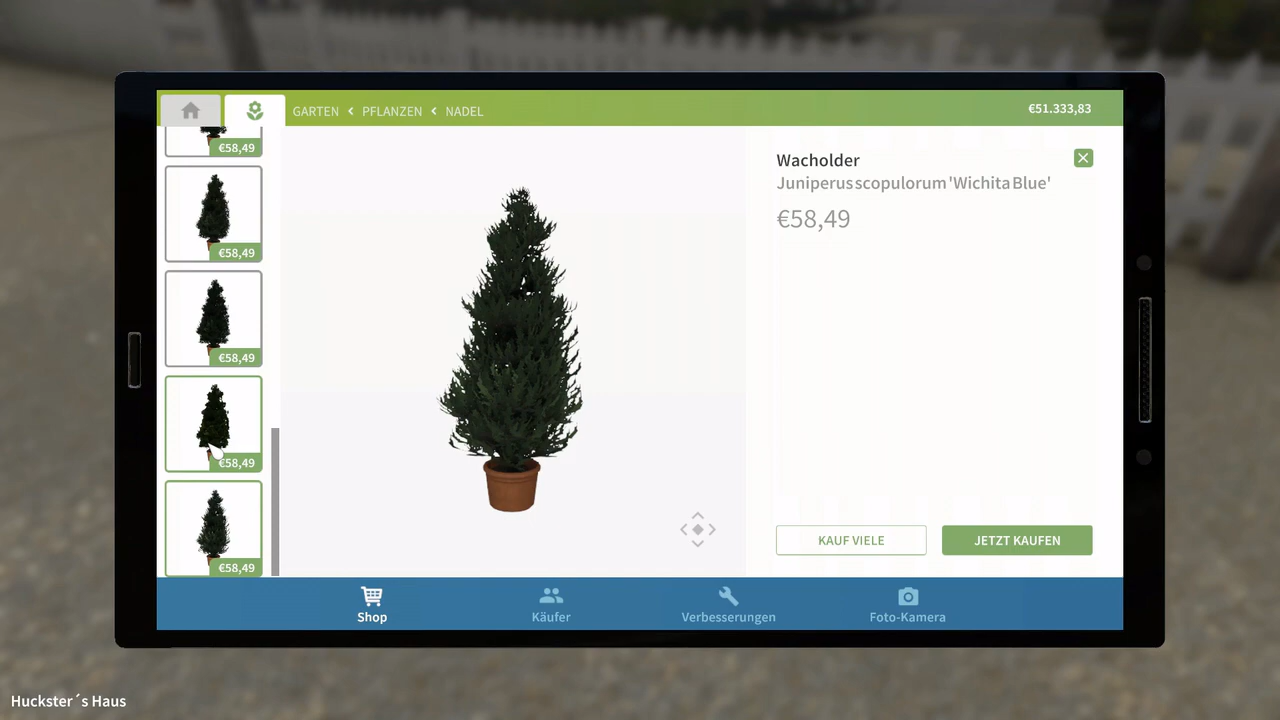 GARTEN < PFLANZEN < NADEL
€51.333,83
€58,49
€58,49
€58,49
€58,49
€58,49
Wacholder
Juniperus scopulorum 'Wichita Blue'
€58,49
KAUF VIELE
JETZT KAUFEN
Shop
Käufer
Verbesserungen
Foto-Kamera
Huckster´s Haus